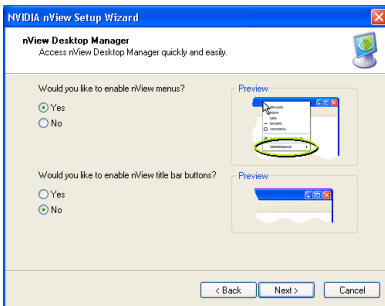 NVIDIA nView Setup Wizard
nView Desktop Manager
Access nView Desktop Manager quickly and easily.
Would you like to enable nView menus?
Preview
Yes
No
Would you like to enable nView title bar buttons?
Preview
Yes
No
< Back
Next >
Cancel